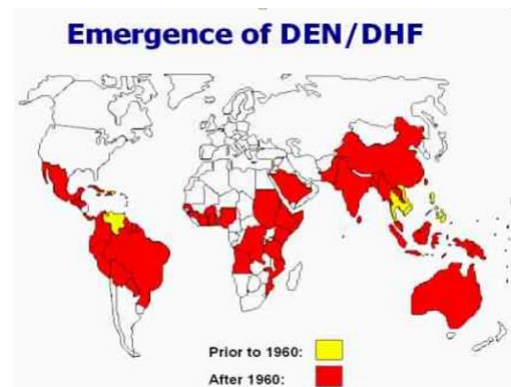 Emergence of DEN/DHF
Prior to 1960:
After 1960: